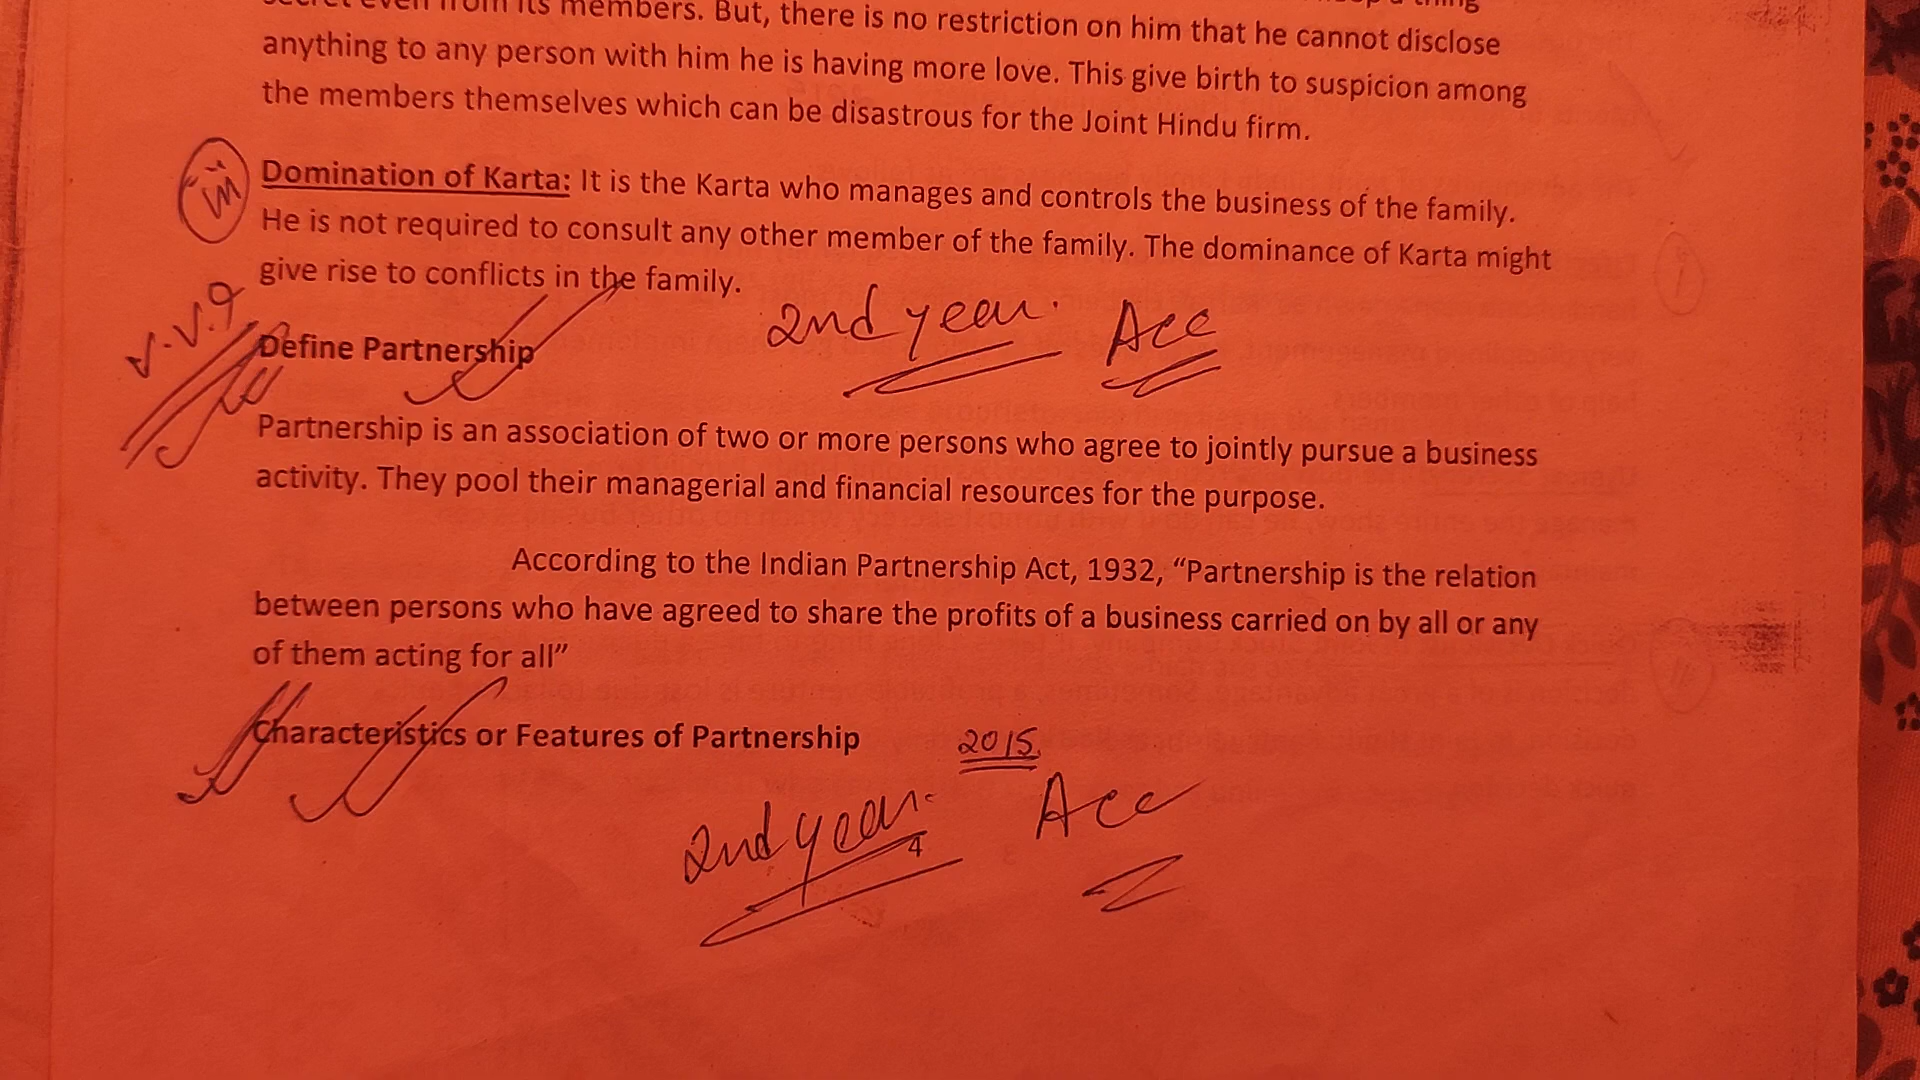 secret even from its members. But, there is no restriction on him that he cannot disclose
anything to any person with him he is having more love. This give birth to suspicion among
the members themselves which can be disastrous for the Joint Hindu firm.
iii
Domination of Karta: It is the Karta who manages and controls the business of the family.
He is not required to consult any other member of the family. The dominance of Karta might
give rise to conflicts in the family.
2nd year. Acc
Define Partnership
Partnership is an association of two or more persons who agree to jointly pursue a business
activity. They pool their managerial and financial resources for the purpose.
According to the Indian Partnership Act, 1932, “Partnership is the relation
between persons who have agreed to share the profits of a business carried on by all or any
of them acting for all”
Characteristics or Features of Partnership 2015
2nd year. Acc
4